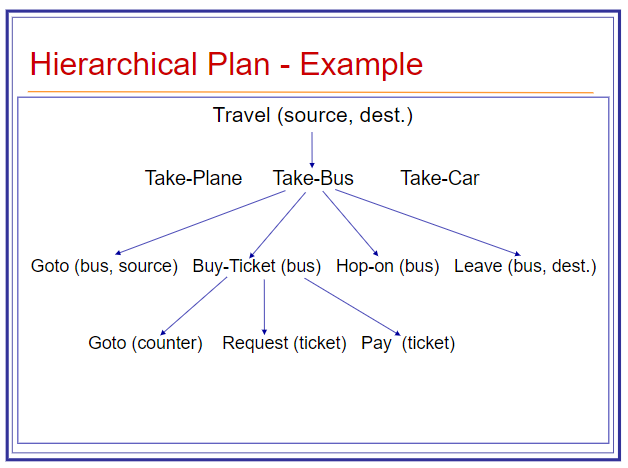 Hierarchical Plan - Example
Travel (source, dest.)
Take-Plane Take-Bus Take-Car
Goto (bus, source) Buy-Ticket (bus) Hop-on (bus) Leave (bus, dest.)
Goto (counter) Request (ticket) Pay (ticket)